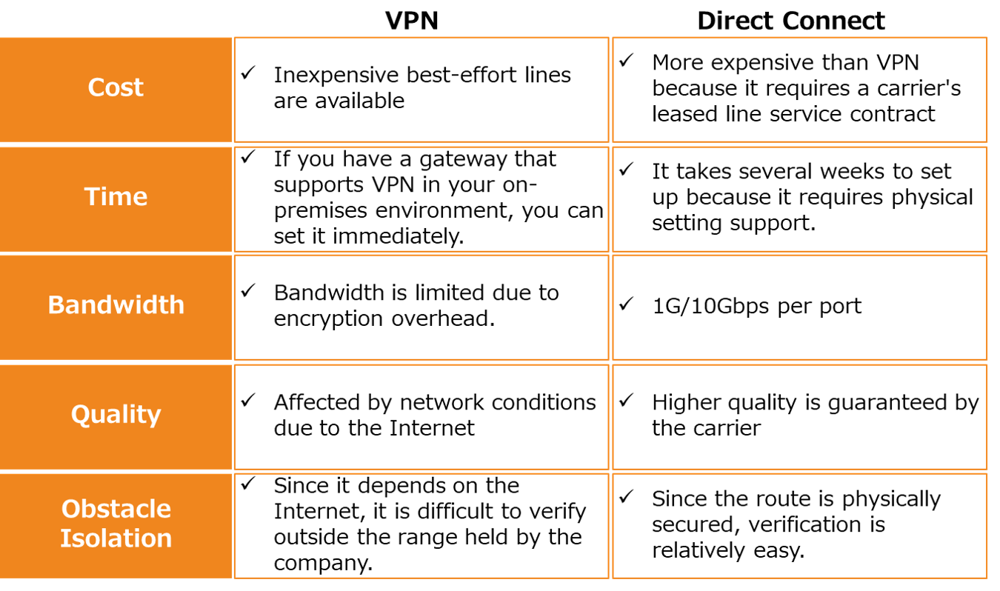 VPN
Direct Connect
Cost
✓ Inexpensive best-effort lines
are available
✓ More expensive than VPN
because it requires a carrier's
leased line service contract
Time
✓ If you have a gateway that
supports VPN in your on-
premises environment, you can
set it immediately.
✓ It takes several weeks to set
up because it requires physical
setting support.
Bandwidth
✓ Bandwidth is limited due to
encryption overhead.
✓ 1G/10Gbps per port
Quality
✓ Affected by network conditions
due to the Internet
✓ Higher quality is guaranteed by
the carrier
Obstacle
Isolation
✓ Since it depends on the
Internet, it is difficult to verify
outside the range held by the
company.
✓ Since the route is physically
secured, verification is
relatively easy.